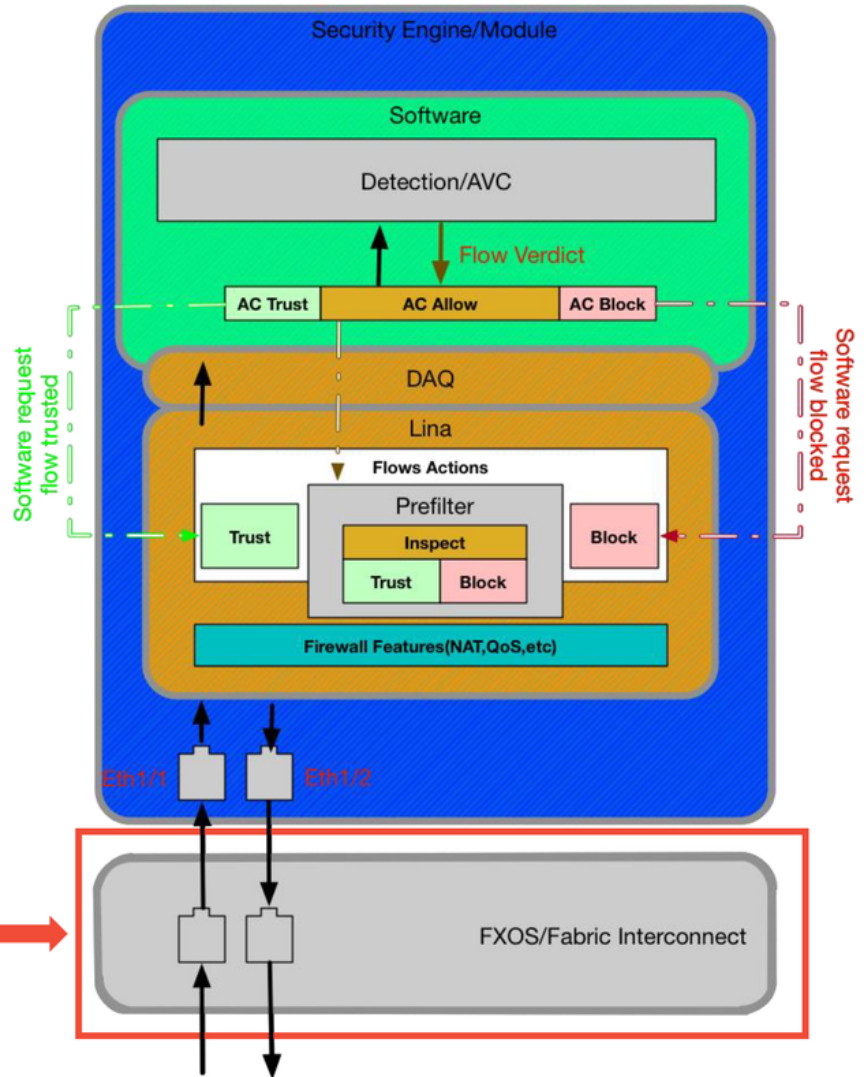 Security Engine/Module
Software
Detection/AVC
Flow Verdict
AC Trust
AC Allow
AC Block
Software request
flow trusted
Software request
flow blocked
DAQ
Lina
Flows Actions
Prefilter
Inspect
Trust
Block
Trust
Block
Firewall Features(NAT,QoS,etc)
Eth1/1
Eth1/2
FXOS/Fabric Interconnect